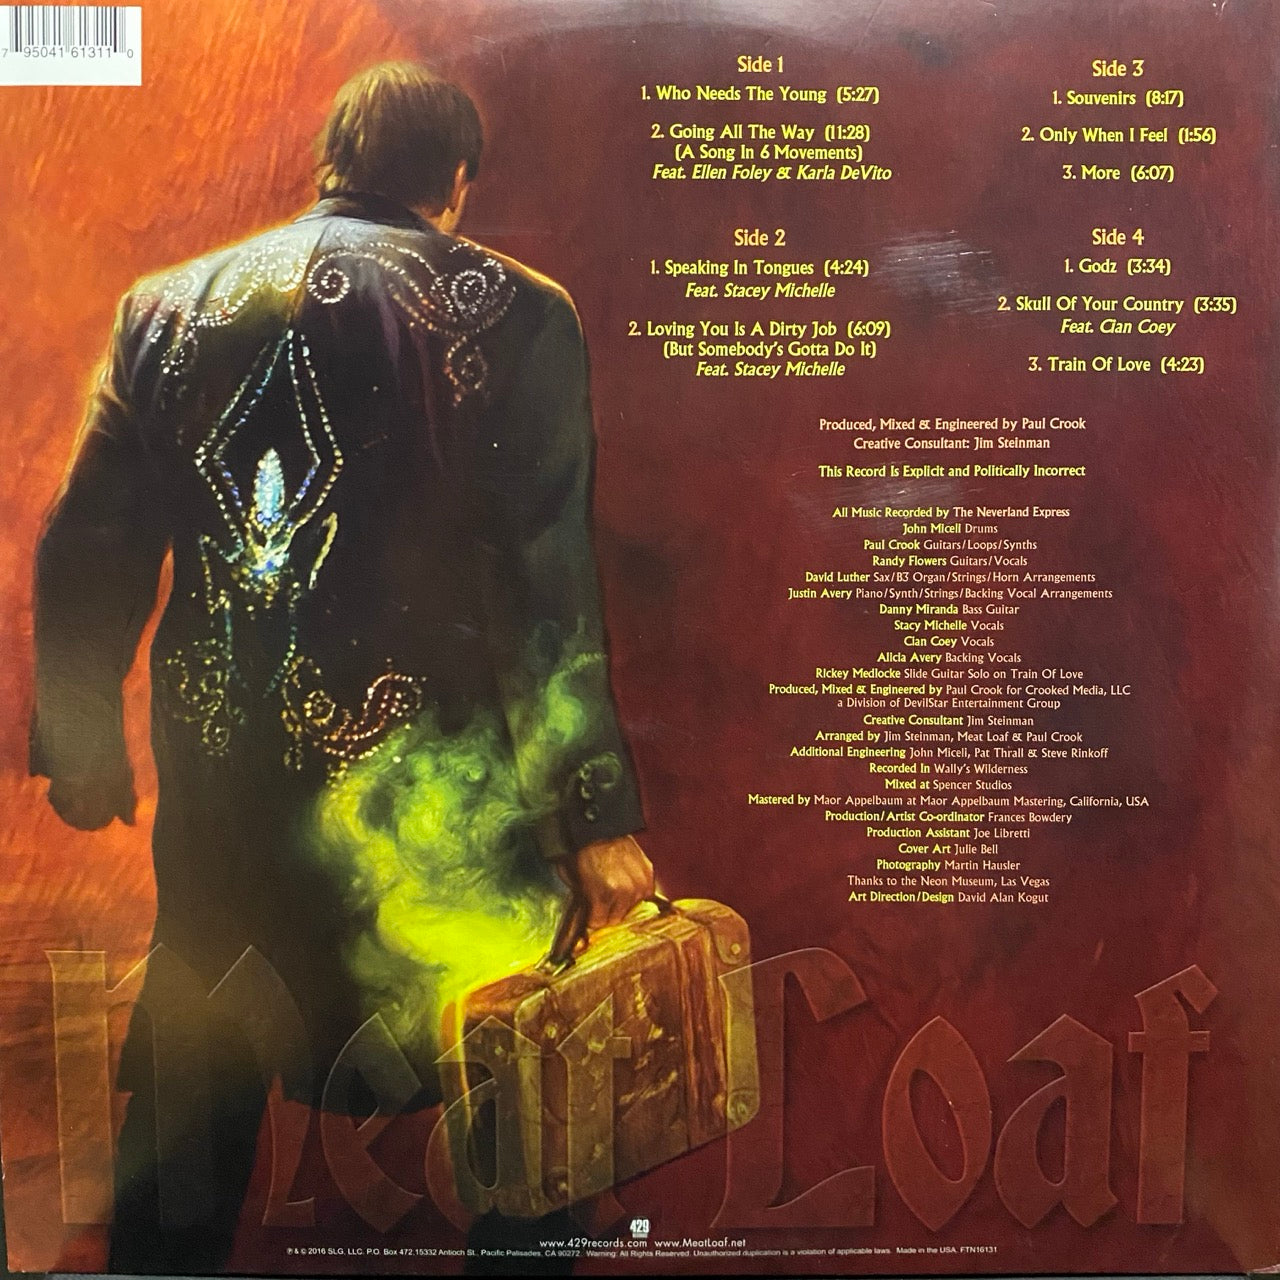 7 95041 61311 0
Side 1
1. Who Needs The Young (5:27)
2. Going All The Way (11:28)
(A Song In 6 Movements)
Feat. Ellen Foley & Karla DeVito
Side 2
1. Speaking In Tongues (4:24)
Feat. Stacey Michelle
2. Loving You Is A Dirty Job (6:09)
(But Somebody's Gotta Do It)
Feat. Stacey Michelle
Side 3
1. Souvenirs (8:17)
2. Only When I Feel (1:56)
3. More (6:07)
Side 4
1. Godz (3:34)
2. Skull Of Your Country (3:35)
Feat. Cian Coey
3. Train Of Love (4:23)
Produced, Mixed & Engineered by Paul Crook
Creative Consultant: Jim Steinman
This Record Is Explicit and Politically Incorrect
All Music Recorded by The Neverland Express
John Miceli Drums
Paul Crook Guitars/Loops/Synths
Randy Flowers Guitars/Vocals
David Luther Sax/B3 Organ/Strings/Horn Arrangements
Justin Avery Piano/Synth/Strings/Backing Vocal Arrangements
Danny Miranda Bass Guitar
Stacy Michelle Vocals
Cian Coey Vocals
Alicia Avery Backing Vocals
Rickey Medlocke Slide Guitar Solo on Train Of Love
Produced, Mixed & Engineered by Paul Crook for Crooked Media, LLC
a Division of DevilStar Entertainment Group
Creative Consultant Jim Steinman
Arranged by Jim Steinman, Meat Loaf & Paul Crook
Additional Engineering John Miceli, Pat Thrall & Steve Rinkoff
Recorded In Wally's Wilderness
Mixed at Spencer Studios
Mastered by Maor Appelbaum at Maor Appelbaum Mastering, California, USA
Production/Artist Co-ordinator Frances Bowdery
Production Assistant Joe Libretti
Cover Art Julie Bell
Photography Martin Hausler
Thanks to the Neon Museum, Las Vegas
Art Direction/Design David Alan Kogut
Meat Loaf
429
RECORDS
www.429records.com www.MeatLoaf.net
℗ & © 2016 SLG, LLC. P.O. Box 472,15332 Antioch St., Pacific Palisades, CA 90272. Warning: All Rights Reserved. Unauthorized duplication is a violation of applicable laws. Made in the USA. FTN16131